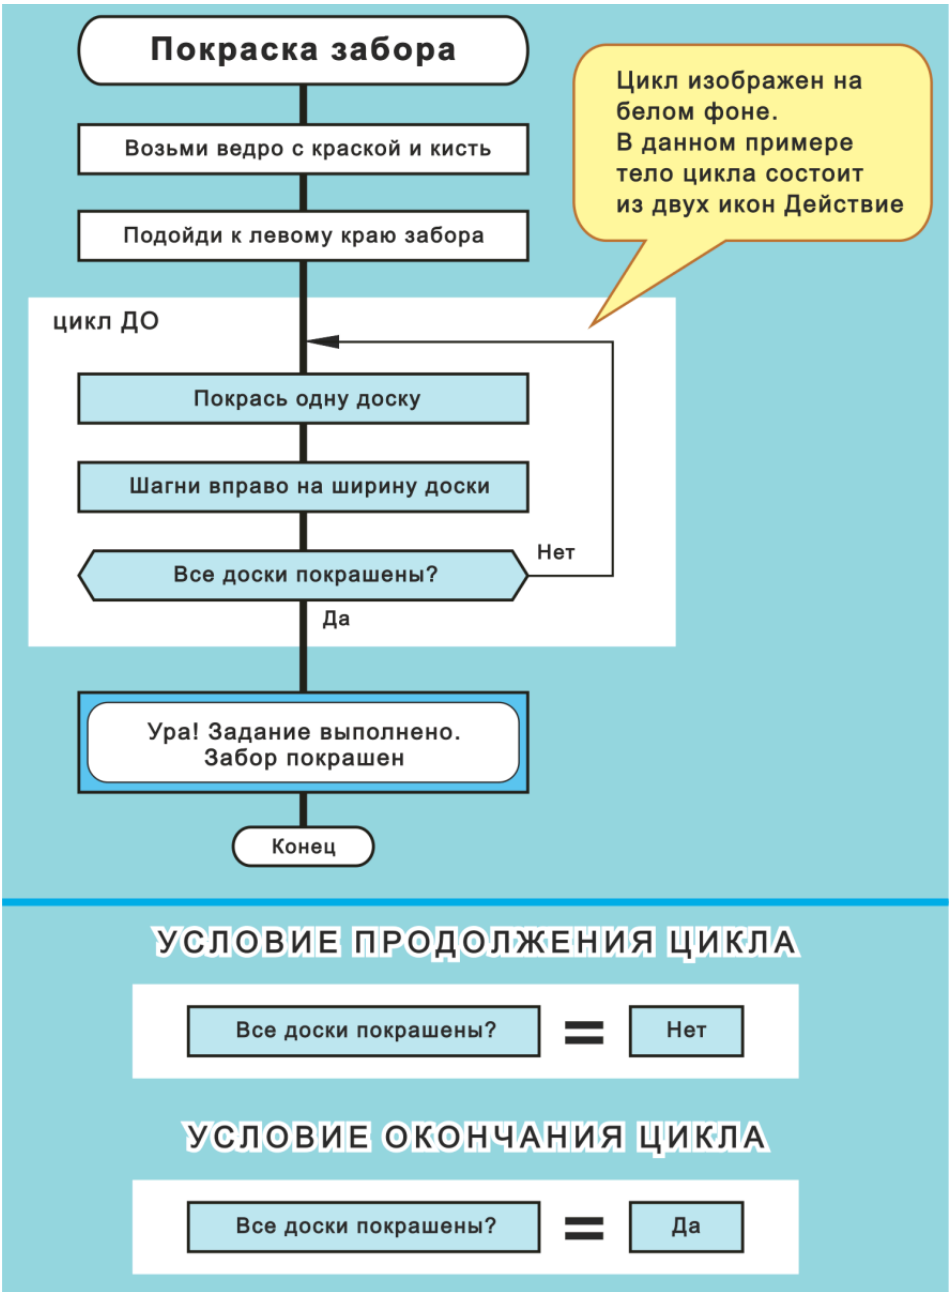 Покраска забора
Возьми ведро с краской и кисть
Подойди к левому краю забора
Цикл изображен на
белом фоне.
В данном примере
тело цикла состоит
из двух икон Действие
цикл ДО
Покрась одну доску
Шагни вправо на ширину доски
Все доски покрашены?
Нет
Да
Ура! Задание выполнено.
Забор покрашен
Конец
УСЛОВИЕ ПРОДОЛЖЕНИЯ ЦИКЛА
Все доски покрашены? = Нет
УСЛОВИЕ ОКОНЧАНИЯ ЦИКЛА
Все доски покрашены? = Да